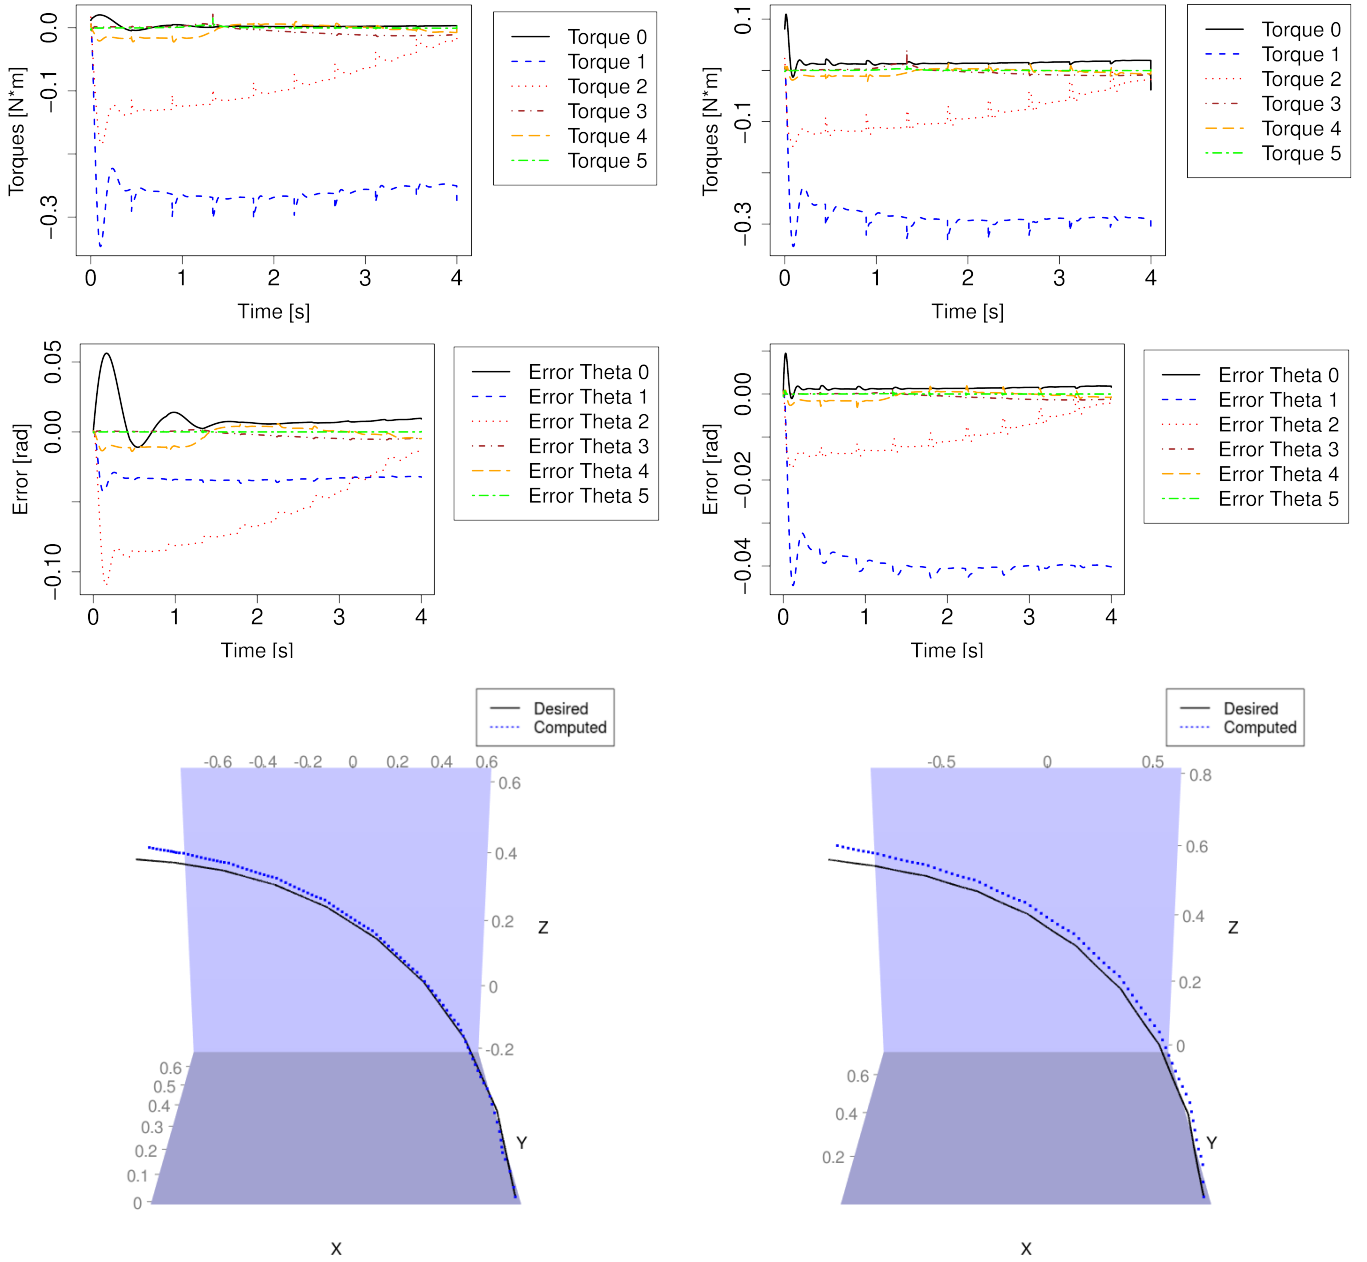 Torques [N*m]
0.0
−0.1
−0.3
0 1 2 3 4
Time [s]
Torque 0
Torque 1
Torque 2
Torque 3
Torque 4
Torque 5
Torques [N*m]
0.1
−0.1
−0.3
0 1 2 3 4
Time [s]
Torque 0
Torque 1
Torque 2
Torque 3
Torque 4
Torque 5
Error [rad]
0.05
0.00
−0.10
0 1 2 3 4
Time [s]
Error Theta 0
Error Theta 1
Error Theta 2
Error Theta 3
Error Theta 4
Error Theta 5
Error [rad]
0.00
−0.02
−0.04
0 1 2 3 4
Time [s]
Error Theta 0
Error Theta 1
Error Theta 2
Error Theta 3
Error Theta 4
Error Theta 5
Desired
Computed
-0.6 -0.4 -0.2 0 0.2 0.4 0.6
0.6
0.4
0.2
0
-0.2
Z
0.6
0.5
0.4
0.3
0.2
0.1
0
Y
X
Desired
Computed
-0.5 0 0.5
0.8
0.6
0.4
0.2
0
Z
0.6
0.4
0.2
Y
X